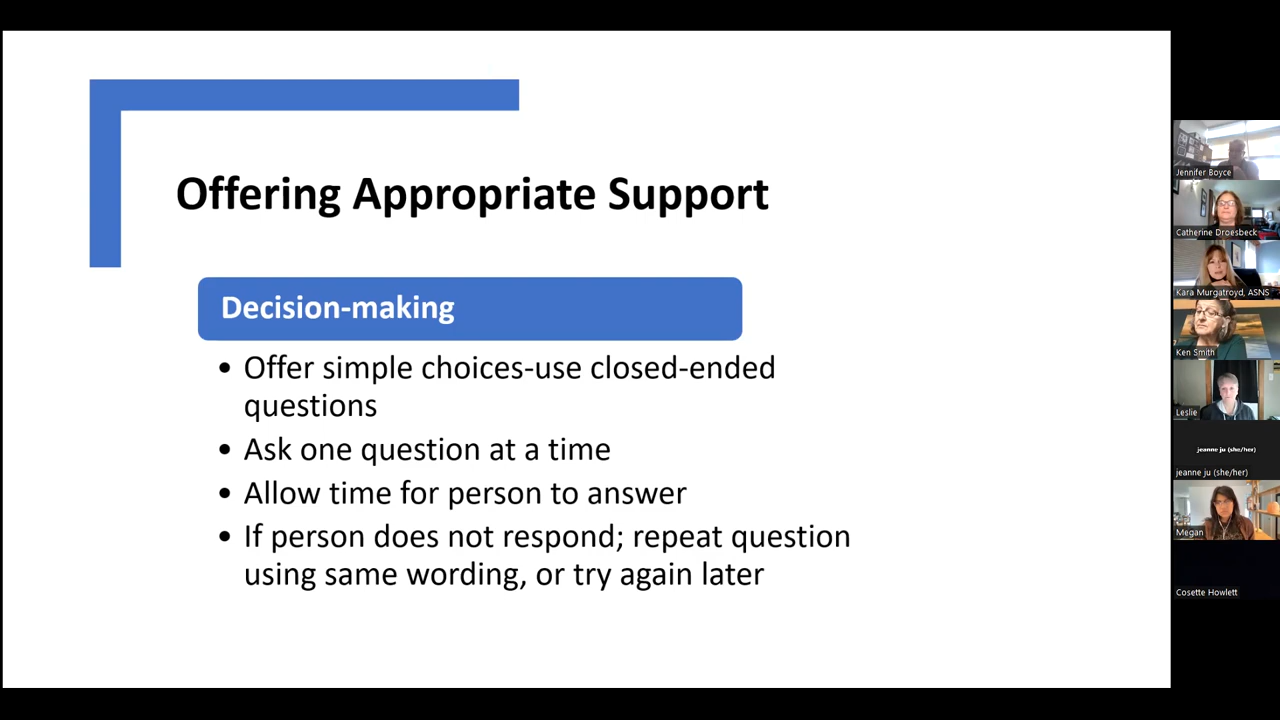 Offering Appropriate Support
Decision-making
• Offer simple choices-use closed-ended
questions
• Ask one question at a time
• Allow time for person to answer
• If person does not respond; repeat question
using same wording, or try again later
Jennifer Boyce
Catherine Droesbeck
Kara Murgatroyd, ASNS
Ken Smith
Leslie
jeanne ju (she/her)
jeanne ju (she/her)
Megan
Cosette Howlett